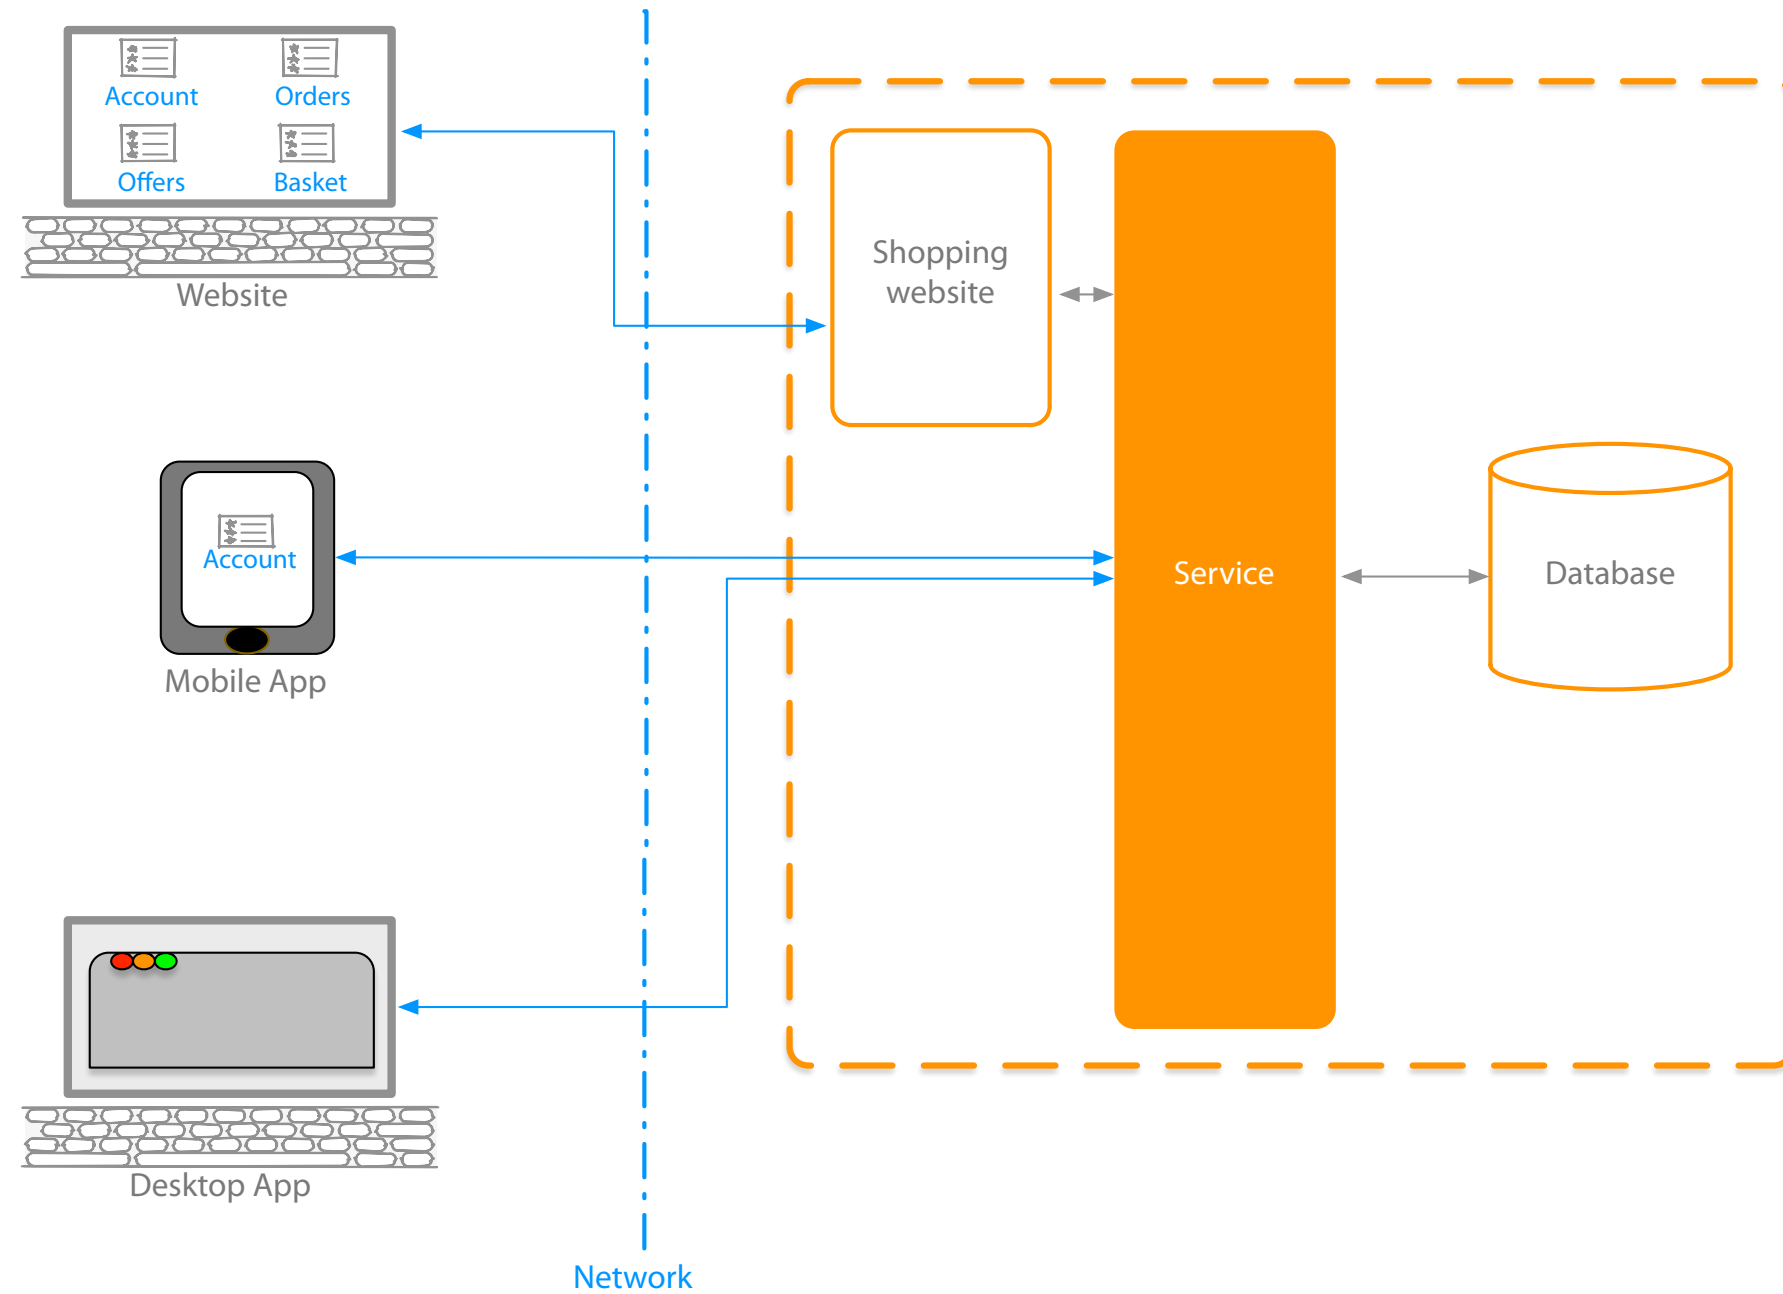 Account
Orders
Offers
Basket
Website
Shopping
website
Account
Mobile App
Service
Database
Desktop App
Network